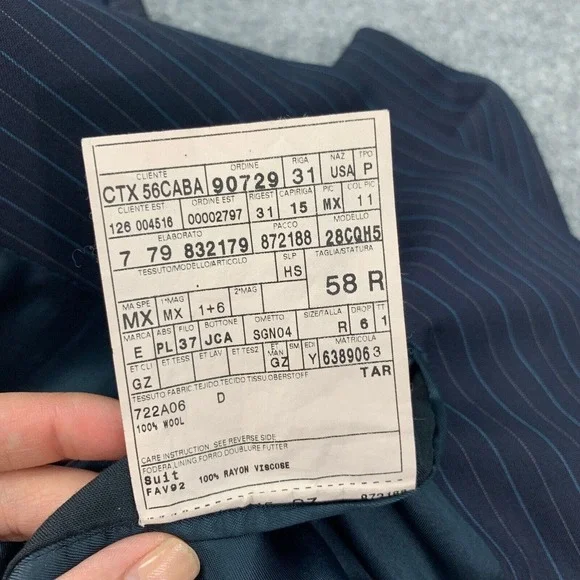 CLIENTE ORDINE RIGA NAZ TPO
CTX 56CABA 90729 31 USA P
CLIENTE EST ORDINE EST RIGEST CAP/RIGA P/C COL PIC
126 004516 00002797 31 15 MX 11
ELABORATO PACCO MODELLO
7 79 832179 872188 28CQH5
TESSUTO/MODELLO/ARTICOLO SLP TAGLIA/STATURA
HS 58 R
MA.SPE 1°MAG 2°MAG
MX MX 1+6
MARCA ABS FILO BOTTONE OMETTO SIZE/TALLA DROP TT
E PL 37 JCA SGN04 R 6 1
ET CLI ET TESS ET LAV ET TES2 ET MAN SM EDI MATRICOLA
GZ GZ Y 638906 3
TESSUTO FABRIC TEJIDO TECIDO TISSU OBERSTOFF TAR
722A06 D
100% WOOL
CARE INSTRUCTION SEE REVERSE SIDE
FODERA LINING FORRO DOUBLURE FUTTER
Suit
FAV92 100% RAYON VISCOSE
872188